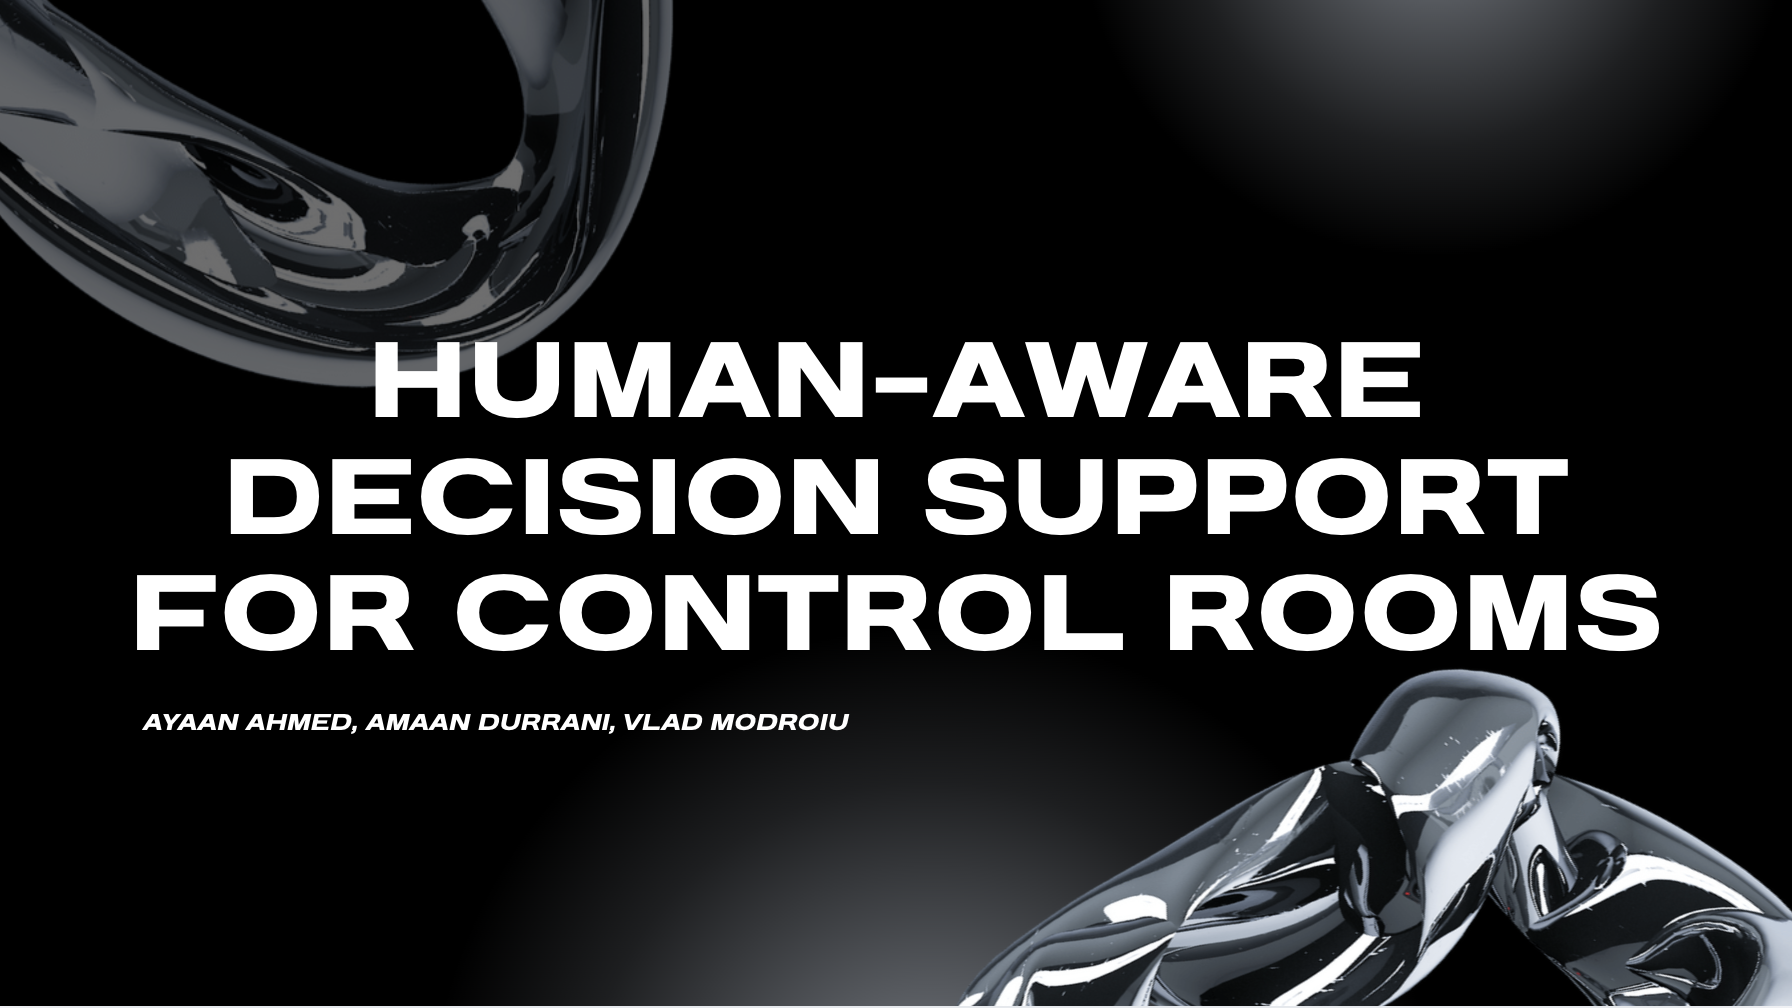 HUMAN-AWARE
DECISION SUPPORT
FOR CONTROL ROOMS
AYAAN AHMED, AMAAN DURRANI, VLAD MODROIU